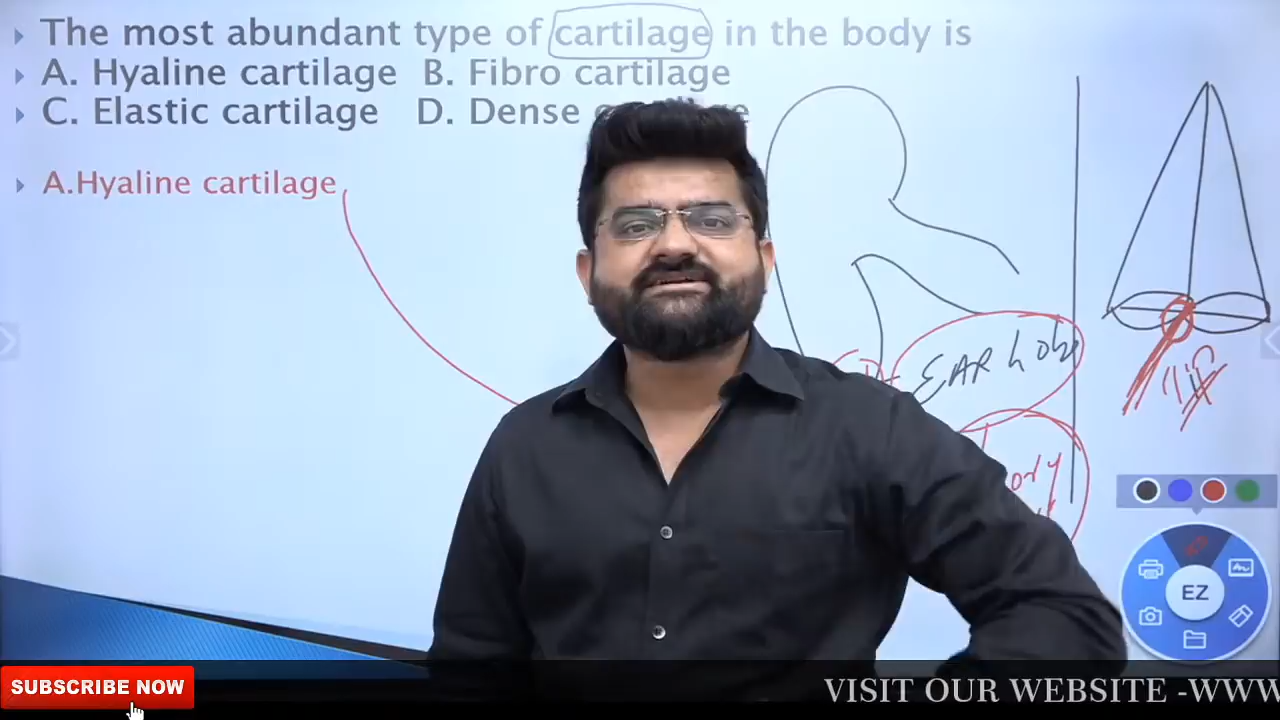 The most abundant type of cartilage in the body is
A. Hyaline cartilage B. Fibro cartilage
C. Elastic cartilage D. Dense
A.Hyaline cartilage
EAR Lobe
EZ
SUBSCRIBE NOW
VISIT OUR WEBSITE -WWW